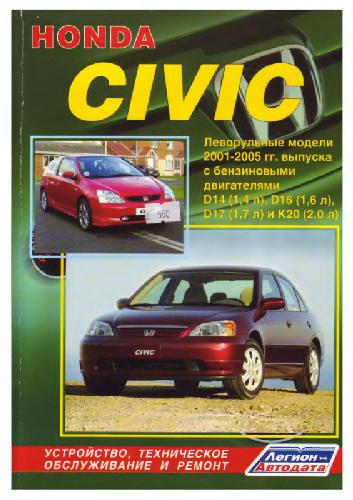 HONDA
CIVIC
Леворульные модели
2001-2005 гг. выпуска
с бензиновыми
двигателями
D14 (1,4 л), D16 (1,6 л),
D17 (1,7 л) и K20 (2,0 л)
CIVIC
УСТРОЙСТВО, ТЕХНИЧЕСКОЕ
ОБСЛУЖИВАНИЕ И РЕМОНТ
Легион-
Автодата